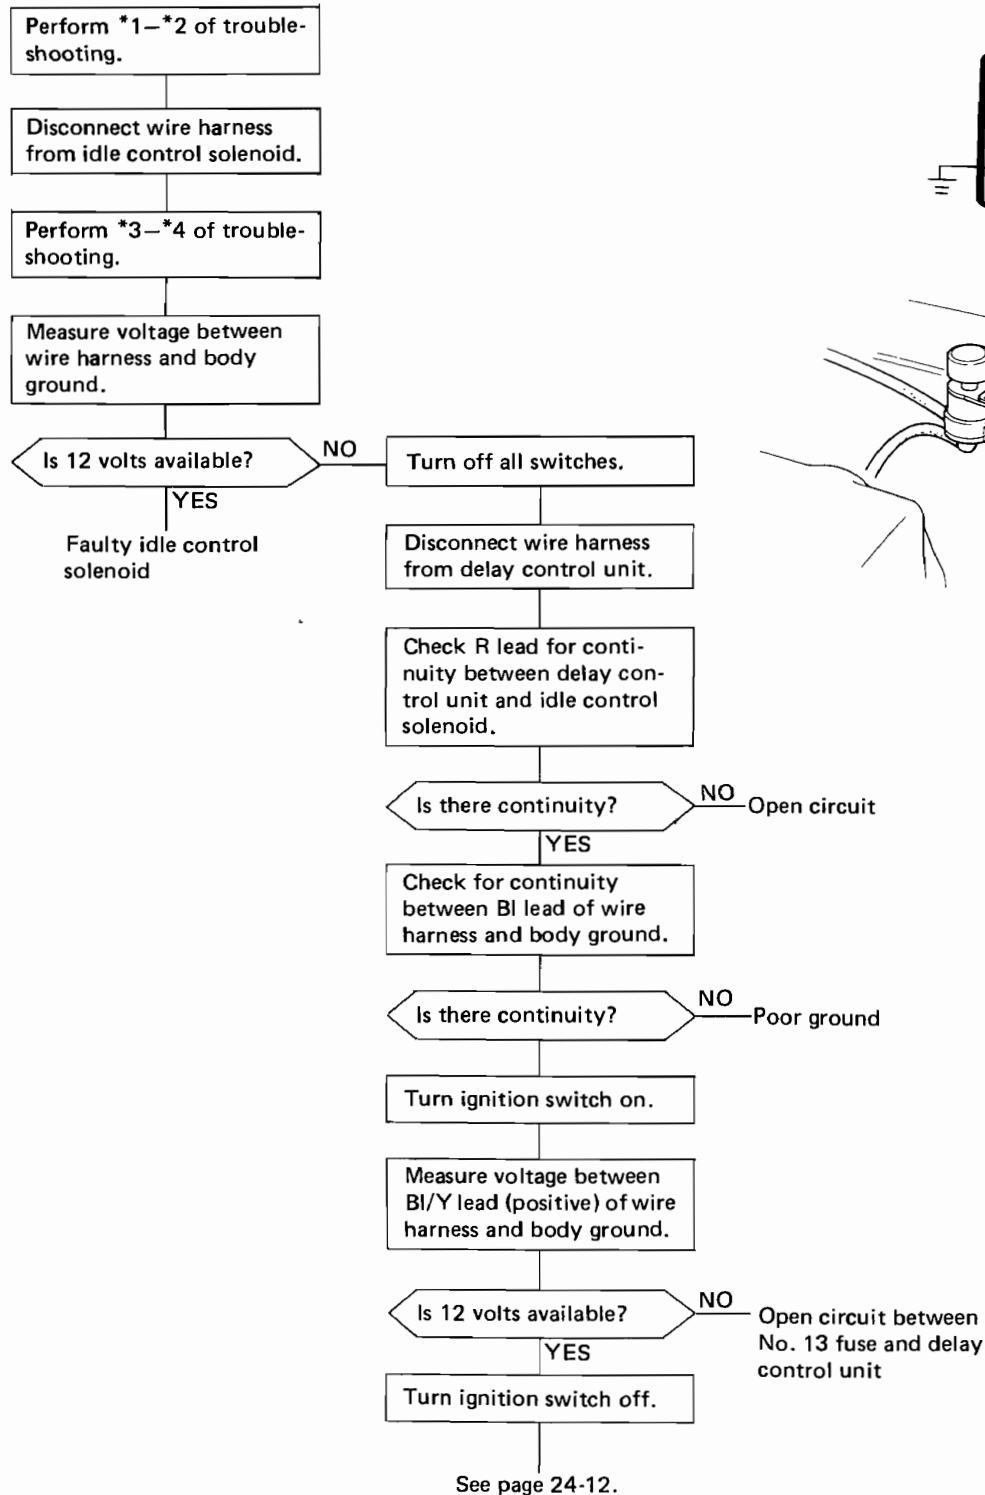 Perform *1—*2 of trouble-
shooting.
Disconnect wire harness
from idle control solenoid.
Perform *3—*4 of trouble-
shooting.
Measure voltage between
wire harness and body
ground.
Is 12 volts available?
NO
YES
Faulty idle control
solenoid
Turn off all switches.
Disconnect wire harness
from delay control unit.
Check R lead for conti-
nuity between delay con-
trol unit and idle control
solenoid.
Is there continuity?
NO
Open circuit
YES
Check for continuity
between Bl lead of wire
harness and body ground.
Is there continuity?
NO
Poor ground
Turn ignition switch on.
Measure voltage between
Bl/Y lead (positive) of wire
harness and body ground.
Is 12 volts available?
NO
Open circuit between
No. 13 fuse and delay
control unit
YES
Turn ignition switch off.
See page 24-12.